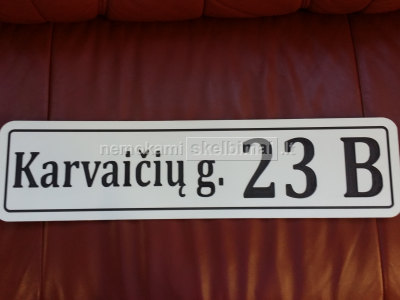 nemokami skelbimai.lt
Karvaičių g. 23 B